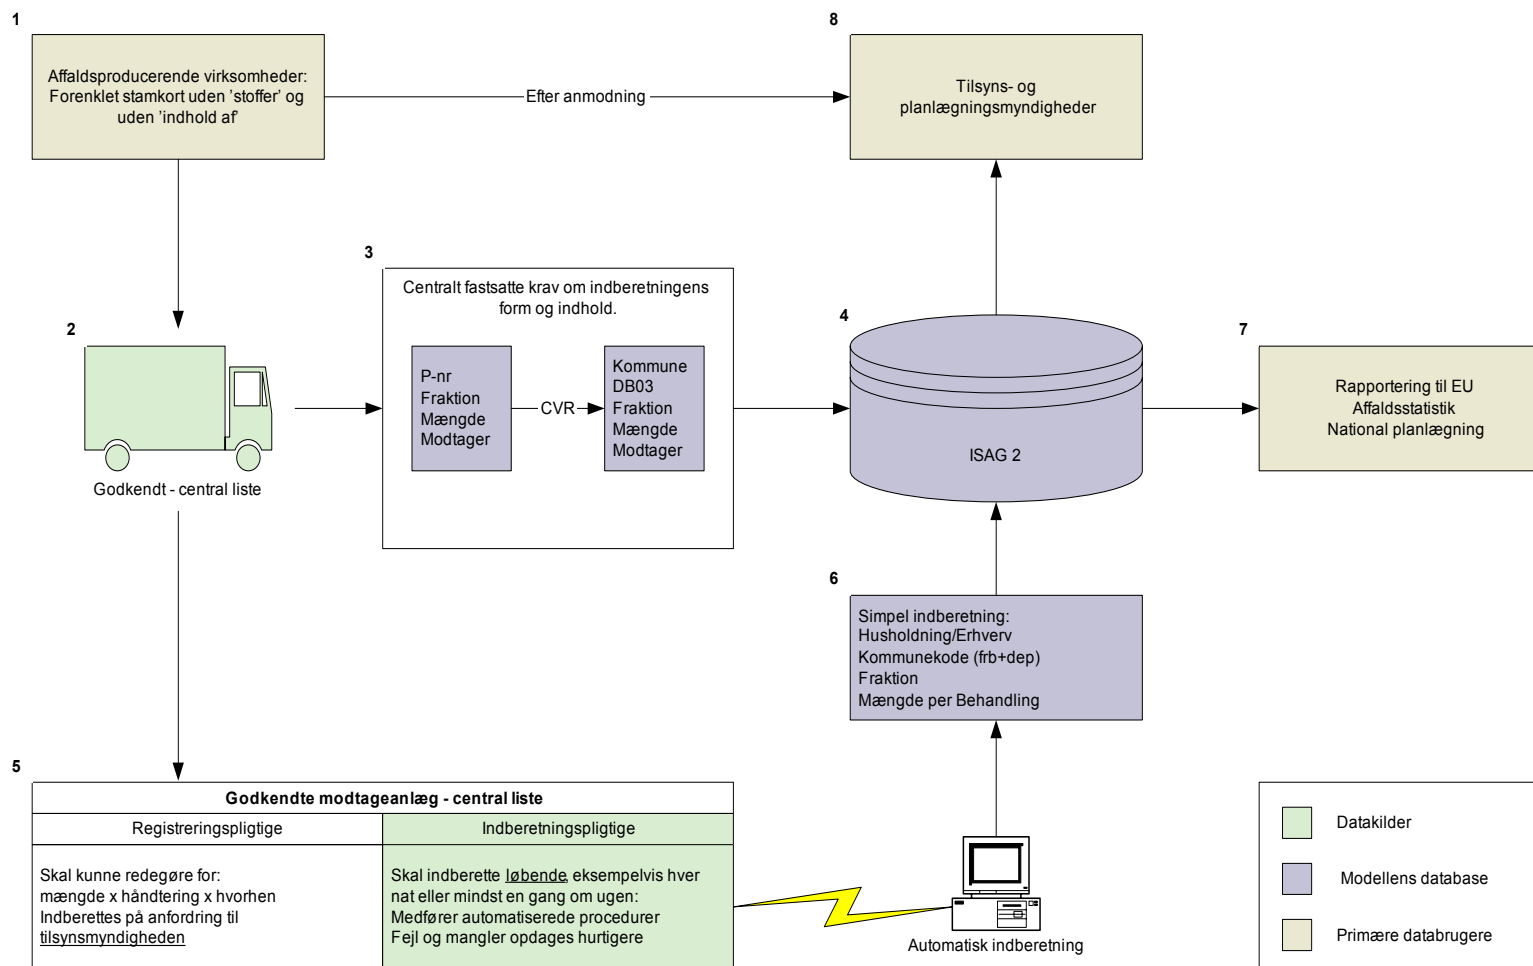 1
Affaldsproducerende virksomheder:
Forenklet stamkort uden ’stoffer’ og
uden ’indhold af’
Efter anmodning
8
Tilsyns- og
planlægningsmyndigheder
2
Godkendt - central liste
3
Centralt fastsatte krav om indberetningens
form og indhold.
P-nr
Fraktion
Mængde
Modtager
CVR
Kommune
DB03
Fraktion
Mængde
Modtager
4
ISAG 2
7
Rapportering til EU
Affaldsstatistik
National planlægning
6
Simpel indberetning:
Husholdning/Erhverv
Kommunekode (frb+dep)
Fraktion
Mængde per Behandling
5
Godkendte modtageanlæg - central liste
Registreringspligtige
Skal kunne redegøre for:
mængde x håndtering x hvorhen
Indberettes på anfordring til
tilsynsmyndigheden
Indberetningspligtige
Skal indberette løbende, eksempelvis hver
nat eller mindst en gang om ugen:
Medfører automatiserede procedurer
Fejl og mangler opdages hurtigere
Automatisk indberetning
Datakilder
Modellens database
Primære databrugere